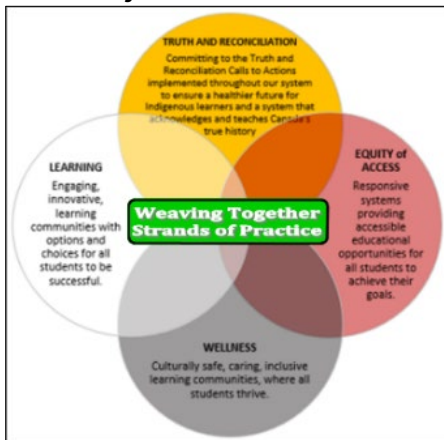 TRUTH AND RECONCILIATION
Committing to the Truth and
Reconciliation Calls to Actions
implemented throughout our system
to ensure a healthier future for
Indigenous learners and a system that
acknowledges and teaches Canada's
true history
LEARNING
Engaging,
innovative,
learning
communities with
options and
choices for all
students to be
successful.
Weaving Together
Strands of Practice
EQUITY of
ACCESS
Responsive
systems
providing
accessible
educational
opportunities for
all students to
achieve their
goals.
WELLNESS
Culturally safe, caring, inclusive
learning communities, where all
students thrive.